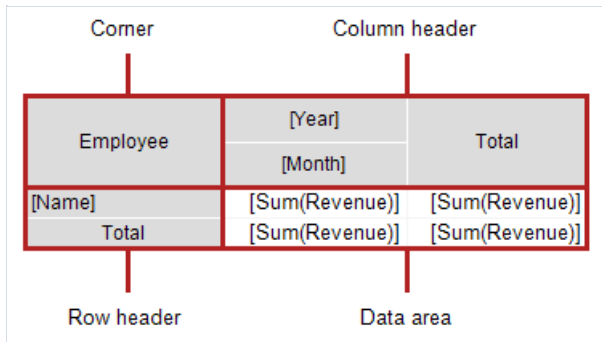 Corner Column header
Employee [Year] Total
[Month]
[Name] [Sum(Revenue)] [Sum(Revenue)]
Total [Sum(Revenue)] [Sum(Revenue)]
Row header Data area